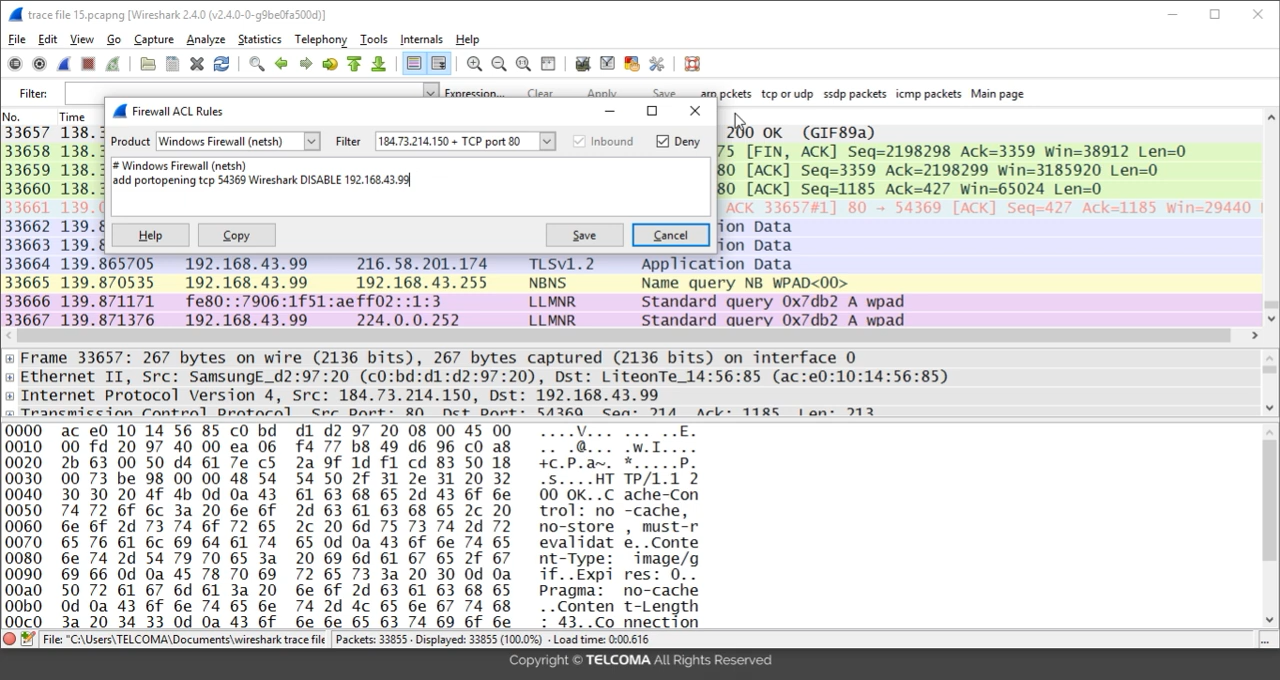 trace file 15.pcapng [Wireshark 2.4.0 (v2.4.0-0-g9be0fa500d)]
File Edit View Go Capture Analyze Statistics Telephony Tools Internals Help
Filter: Expression... Clear Apply Save arp pckets tcp or udp ssdp packets icmp packets Main page
Firewall ACL Rules
Product Windows Firewall (netsh) Filter 184.73.214.150 + TCP port 80 Inbound Deny
# Windows Firewall (netsh)
add portopening tcp 54369 Wireshark DISABLE 192.168.43.99
Help Copy Save Cancel
No. Time
33657 138.3 200 OK (GIF89a)
33658 138. 75 [FIN, ACK] Seq=2198298 Ack=3359 Win=38912 Len=0
33659 138. 80 [ACK] Seq=3359 Ack=2198299 Win=3185920 Len=0
33660 138. 80 [ACK] Seq=1185 Ack=427 Win=65024 Len=0
33661 139.0 ACK 33657#1] 80 → 54369 [ACK] Seq=427 Ack=1185 Win=29440
33662 139.8 ion Data
33663 139.8 ion Data
33664 139.865705 192.168.43.99 216.58.201.174 TLSv1.2 Application Data
33665 139.870535 192.168.43.99 192.168.43.255 NBNS Name query NB WPAD<00>
33666 139.871171 fe80::7906:1f51:ae ff02::1:3 LLMNR Standard query 0x7db2 A wpad
33667 139.871376 192.168.43.99 224.0.0.252 LLMNR Standard query 0x7db2 A wpad
Frame 33657: 267 bytes on wire (2136 bits), 267 bytes captured (2136 bits) on interface 0
Ethernet II, Src: SamsungE_d2:97:20 (c0:bd:d1:d2:97:20), Dst: LiteonTe_14:56:85 (ac:e0:10:14:56:85)
Internet Protocol Version 4, Src: 184.73.214.150, Dst: 192.168.43.99
Transmission Control Protocol, Src Port: 80, Dst Port: 54369, Seq: 214, Ack: 1185, Len: 213
0000 ac e0 10 14 56 85 c0 bd d1 d2 97 20 08 00 45 00 ....V... ... ..E.
0010 00 fd 20 97 40 00 ea 06 f4 77 b8 49 d6 96 c0 a8 .. .@... .w.I....
0020 2b 63 00 50 d4 61 7e c5 2a 9f 1d f1 cd 83 50 18 +c.P.a~. *.....P.
0030 00 73 be 98 00 00 48 54 54 50 2f 31 2e 31 20 32 .s....HT TP/1.1 2
0040 30 30 20 4f 4b 0d 0a 43 61 63 68 65 2d 43 6f 6e 00 OK..C ache-Con
0050 74 72 6f 6c 3a 20 6e 6f 2d 63 61 63 68 65 2c 20 trol: no -cache,
0060 6e 6f 2d 73 74 6f 72 65 2c 20 6d 75 73 74 2d 72 no-store , must-r
0070 65 76 61 6c 69 64 61 74 65 0d 0a 43 6f 6e 74 65 evalidat e..Conte
0080 6e 74 2d 54 79 70 65 3a 20 69 6d 61 67 65 2f 67 nt-Type: image/g
0090 69 66 0d 0a 45 78 70 69 72 65 73 3a 20 30 0d 0a if..Expi res: 0..
00a0 50 72 61 67 6d 61 3a 20 6e 6f 2d 63 61 63 68 65 Pragma: no-cache
00b0 0d 0a 43 6f 6e 74 65 6e 74 2d 4c 65 6e 67 74 68 ..Conten t-Length
00c0 3a 20 34 33 0d 0a 43 6f 6e 6e 65 63 74 69 6f 6e : 43..Co nnection
File: "C:\Users\TELCOMA\Documents\wireshark trace file Packets: 33855 · Displayed: 33855 (100.0%) · Load time: 0:00.616
Copyright © TELCOMA All Rights Reserved